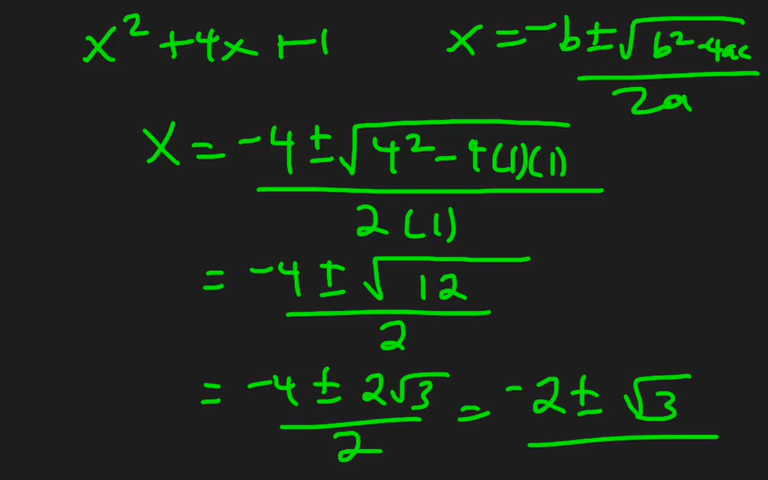 x² + 4x + 1
x = -b ± √(b² - 4ac) / 2a
x = -4 ± √(4² - 4(1)(1)) / 2(1)
= -4 ± √12 / 2
= -4 ± 2√3 / 2 = -2 ± √3